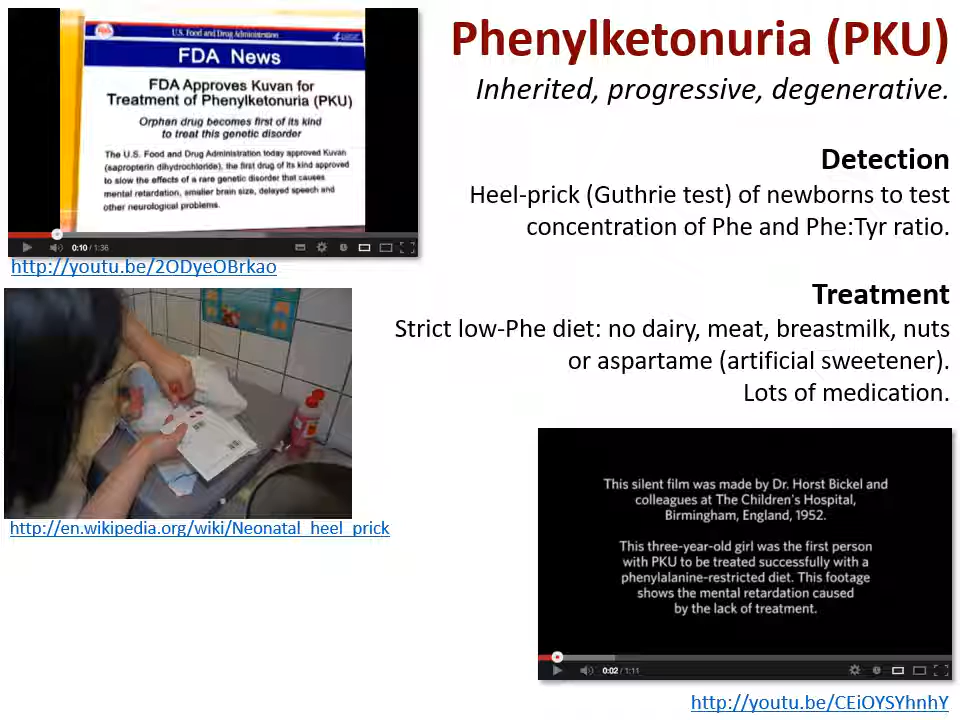 Phenylketonuria (PKU)
Inherited, progressive, degenerative.
U.S. Food and Drug Administration
FDA News
FDA Approves Kuvan for
Treatment of Phenylketonuria (PKU)
Orphan drug becomes first of its kind
to treat this genetic disorder
The U.S. Food and Drug Administration today approved Kuvan
(sapropterin dihydrochloride), the first drug of its kind approved
to slow the effects of a rare genetic disorder that causes
mental retardation, smaller brain size, delayed speech and
other neurological problems.
0:10 / 1:36
http://youtu.be/2ODyeOBrkao
Detection
Heel-prick (Guthrie test) of newborns to test
concentration of Phe and Phe:Tyr ratio.
Treatment
Strict low-Phe diet: no dairy, meat, breastmilk, nuts
or aspartame (artificial sweetener).
Lots of medication.
http://en.wikipedia.org/wiki/Neonatal_heel_prick
This silent film was made by Dr. Horst Bickel and
colleagues at The Children's Hospital,
Birmingham, England, 1952.
This three-year-old girl was the first person
with PKU to be treated successfully with a
phenylalanine-restricted diet. This footage
shows the mental retardation caused
by the lack of treatment.
0:02 / 1:11
http://youtu.be/CEiOYSYhnhY